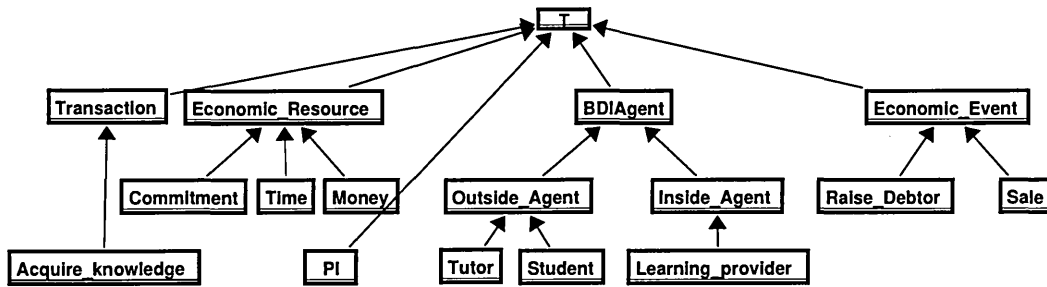 T
Transaction
Economic_Resource
BDIAgent
Economic_Event
Commitment
Time
Money
Outside_Agent
Inside_Agent
Raise_Debtor
Sale
Acquire_knowledge
PI
Tutor
Student
Learning_provider